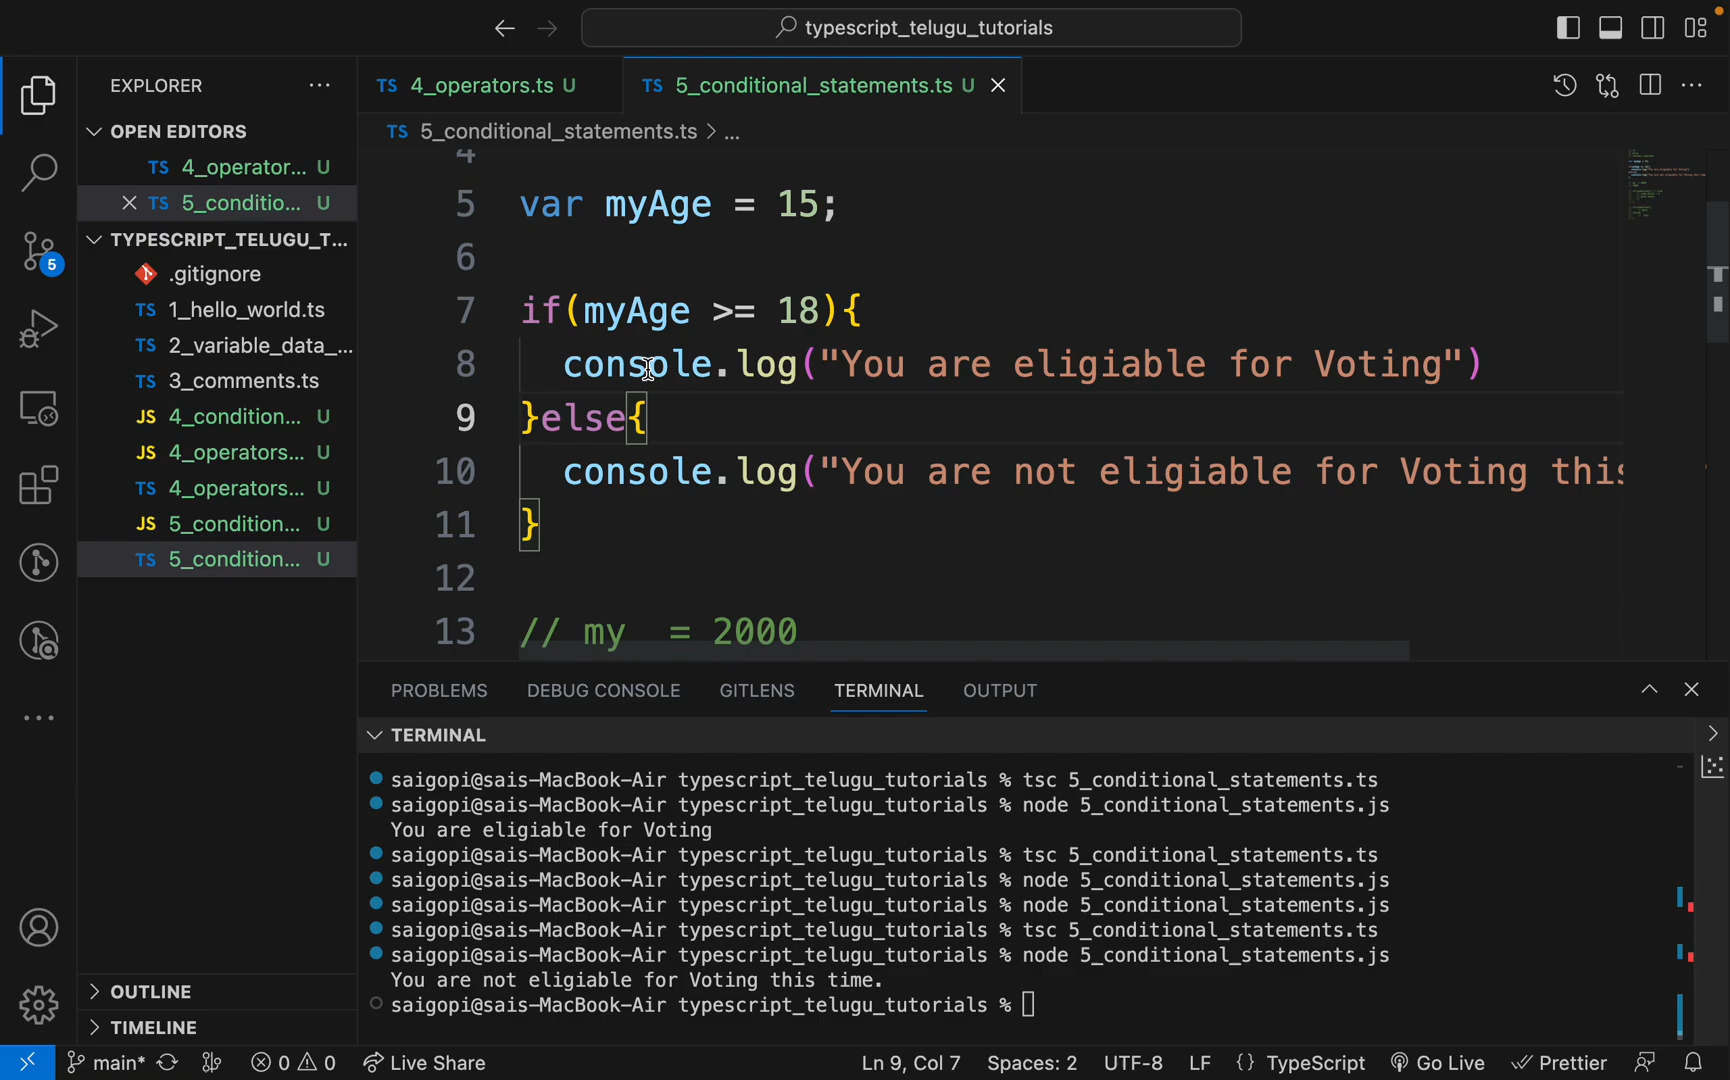 typescript_telugu_tutorials
EXPLORER
OPEN EDITORS
TS 4_operator... U
TS 5_conditio... U
TYPESCRIPT_TELUGU_T...
.gitignore
TS 1_hello_world.ts
TS 2_variable_data_...
TS 3_comments.ts
JS 4_condition... U
JS 4_operators... U
TS 4_operators... U
JS 5_condition... U
TS 5_condition... U
5
OUTLINE
TIMELINE
TS 4_operators.ts U
TS 5_conditional_statements.ts U
TS 5_conditional_statements.ts > ...
4
5 var myAge = 15;
6
7 if(myAge >= 18){
8 console.log("You are eligiable for Voting")
9 }else{
10 console.log("You are not eligiable for Voting this
11 }
12
13 // my = 2000
PROBLEMS DEBUG CONSOLE GITLENS TERMINAL OUTPUT
TERMINAL
saigopi@sais-MacBook-Air typescript_telugu_tutorials % tsc 5_conditional_statements.ts
saigopi@sais-MacBook-Air typescript_telugu_tutorials % node 5_conditional_statements.js
You are eligiable for Voting
saigopi@sais-MacBook-Air typescript_telugu_tutorials % tsc 5_conditional_statements.ts
saigopi@sais-MacBook-Air typescript_telugu_tutorials % node 5_conditional_statements.js
saigopi@sais-MacBook-Air typescript_telugu_tutorials % node 5_conditional_statements.js
saigopi@sais-MacBook-Air typescript_telugu_tutorials % tsc 5_conditional_statements.ts
saigopi@sais-MacBook-Air typescript_telugu_tutorials % node 5_conditional_statements.js
You are not eligiable for Voting this time.
saigopi@sais-MacBook-Air typescript_telugu_tutorials %
main* 0 0 Live Share Ln 9, Col 7 Spaces: 2 UTF-8 LF {} TypeScript Go Live Prettier